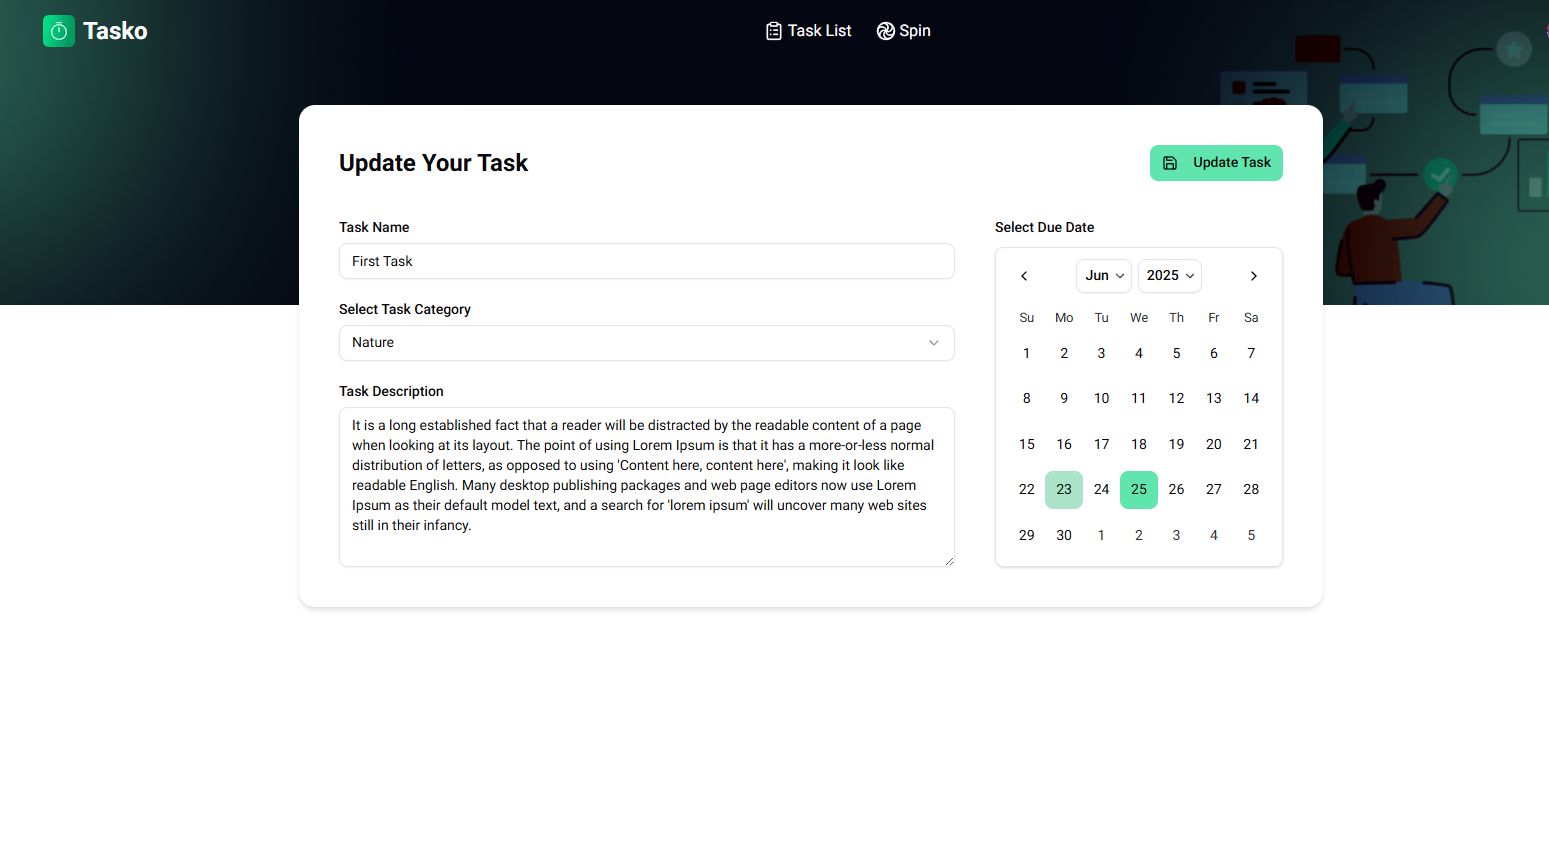 Tasko
Task List
Spin
Update Your Task
Update Task
Task Name
First Task
Select Task Category
Nature
Task Description
It is a long established fact that a reader will be distracted by the readable content of a page
when looking at its layout. The point of using Lorem Ipsum is that it has a more-or-less normal
distribution of letters, as opposed to using 'Content here, content here', making it look like
readable English. Many desktop publishing packages and web page editors now use Lorem
Ipsum as their default model text, and a search for 'lorem ipsum' will uncover many web sites
still in their infancy.
Select Due Date
Jun 2025
Su Mo Tu We Th Fr Sa
1 2 3 4 5 6 7
8 9 10 11 12 13 14
15 16 17 18 19 20 21
22 23 24 25 26 27 28
29 30 1 2 3 4 5